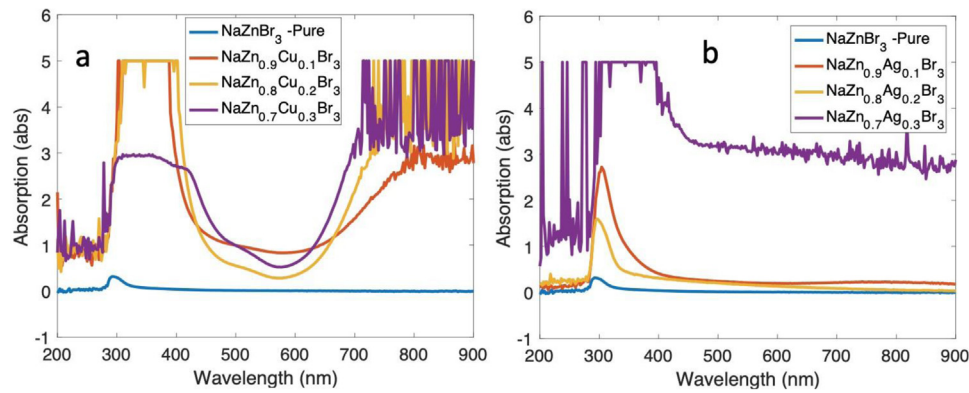 a
NaZnBr3 -Pure
NaZn0.9Cu0.1Br3
NaZn0.8Cu0.2Br3
NaZn0.7Cu0.3Br3
6
5
4
3
2
1
0
-1
Absorption (abs)
200 300 400 500 600 700 800 900
Wavelength (nm)
b
NaZnBr3 -Pure
NaZn0.9Ag0.1Br3
NaZn0.8Ag0.2Br3
NaZn0.7Ag0.3Br3
6
5
4
3
2
1
0
-1
Absorption (abs)
200 300 400 500 600 700 800 900
Wavelength (nm)